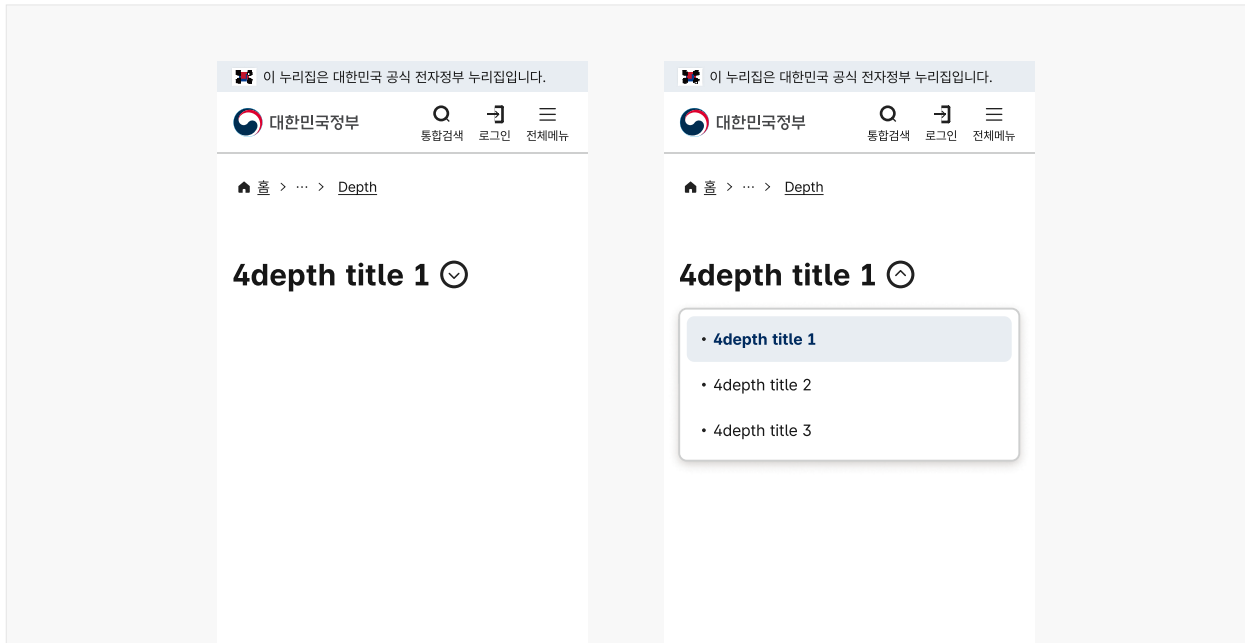 이 누리집은 대한민국 공식 전자정부 누리집입니다.
대한민국정부
통합검색 로그인 전체메뉴
홈 > ··· > Depth
4depth title 1
이 누리집은 대한민국 공식 전자정부 누리집입니다.
대한민국정부
통합검색 로그인 전체메뉴
홈 > ··· > Depth
4depth title 1
• 4depth title 1
• 4depth title 2
• 4depth title 3